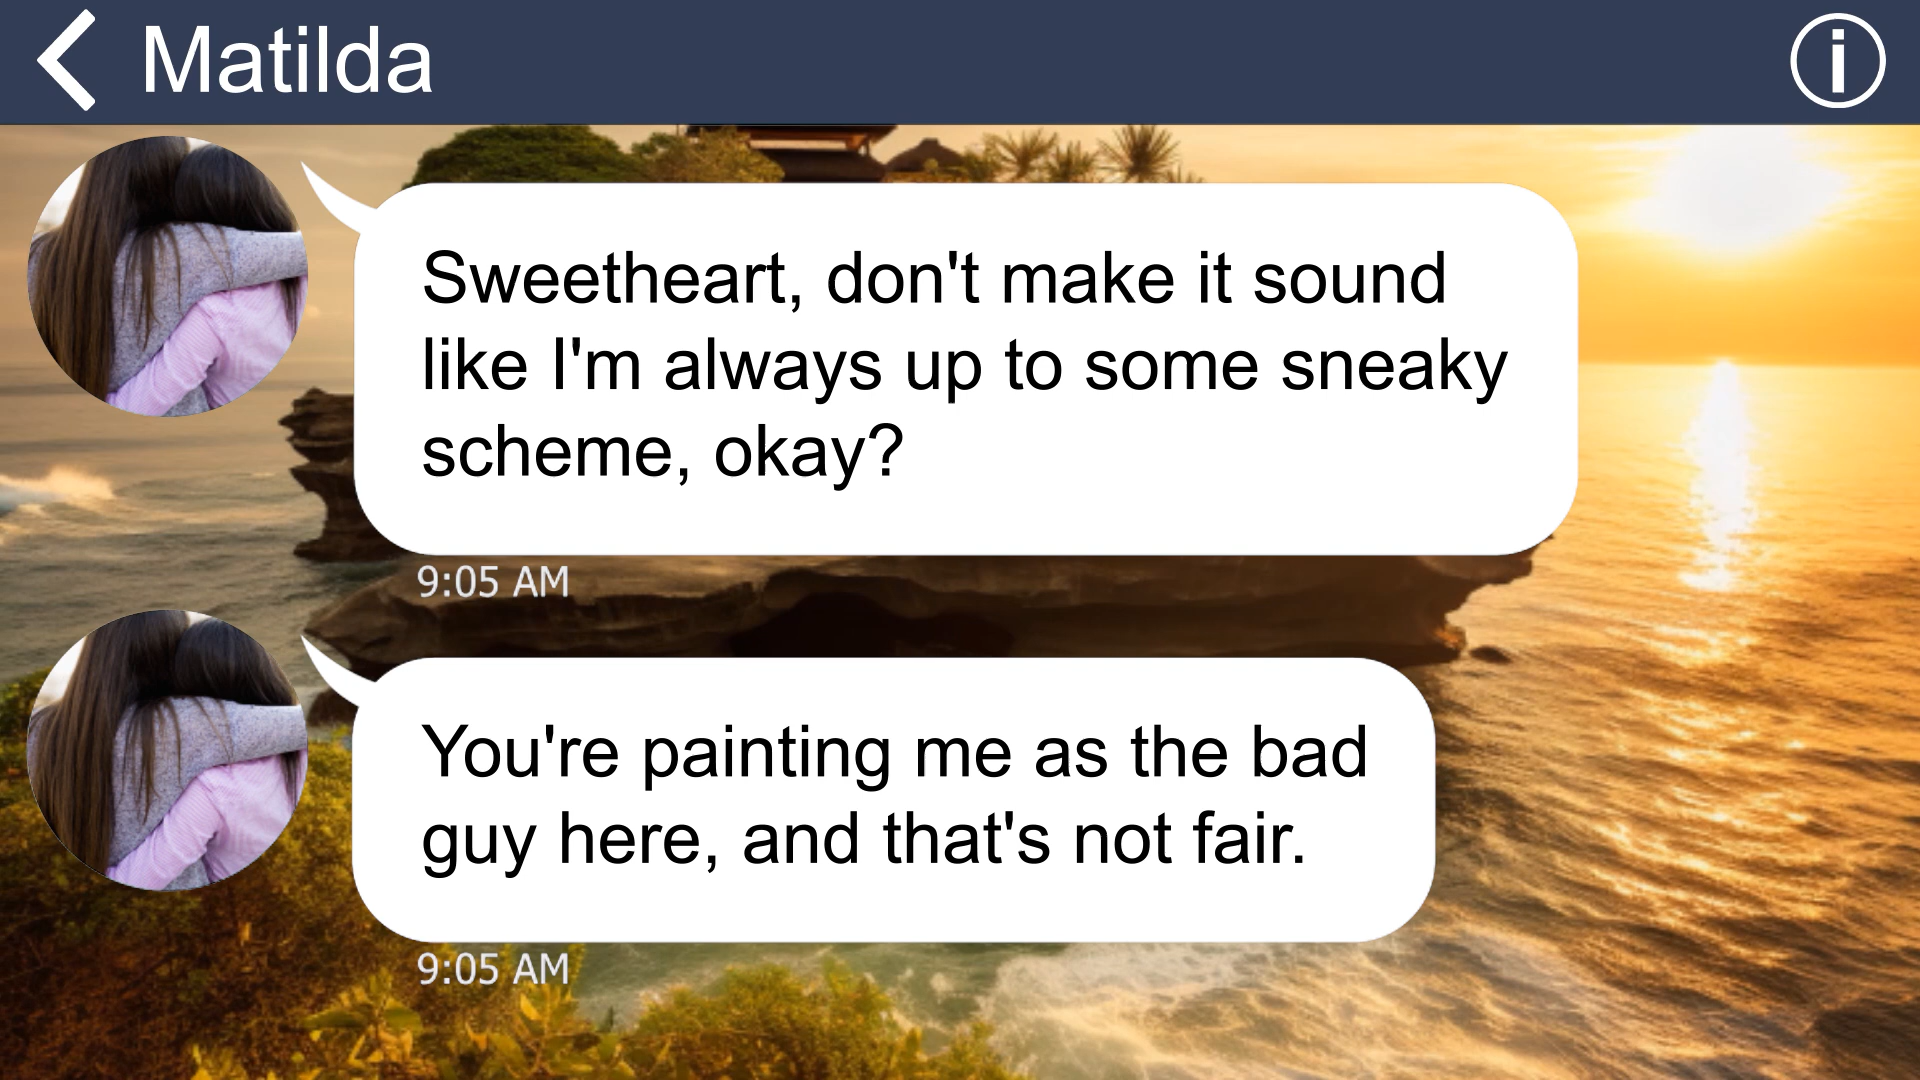 Matilda
Sweetheart, don't make it sound
like I'm always up to some sneaky
scheme, okay?
9:05 AM
You're painting me as the bad
guy here, and that's not fair.
9:05 AM